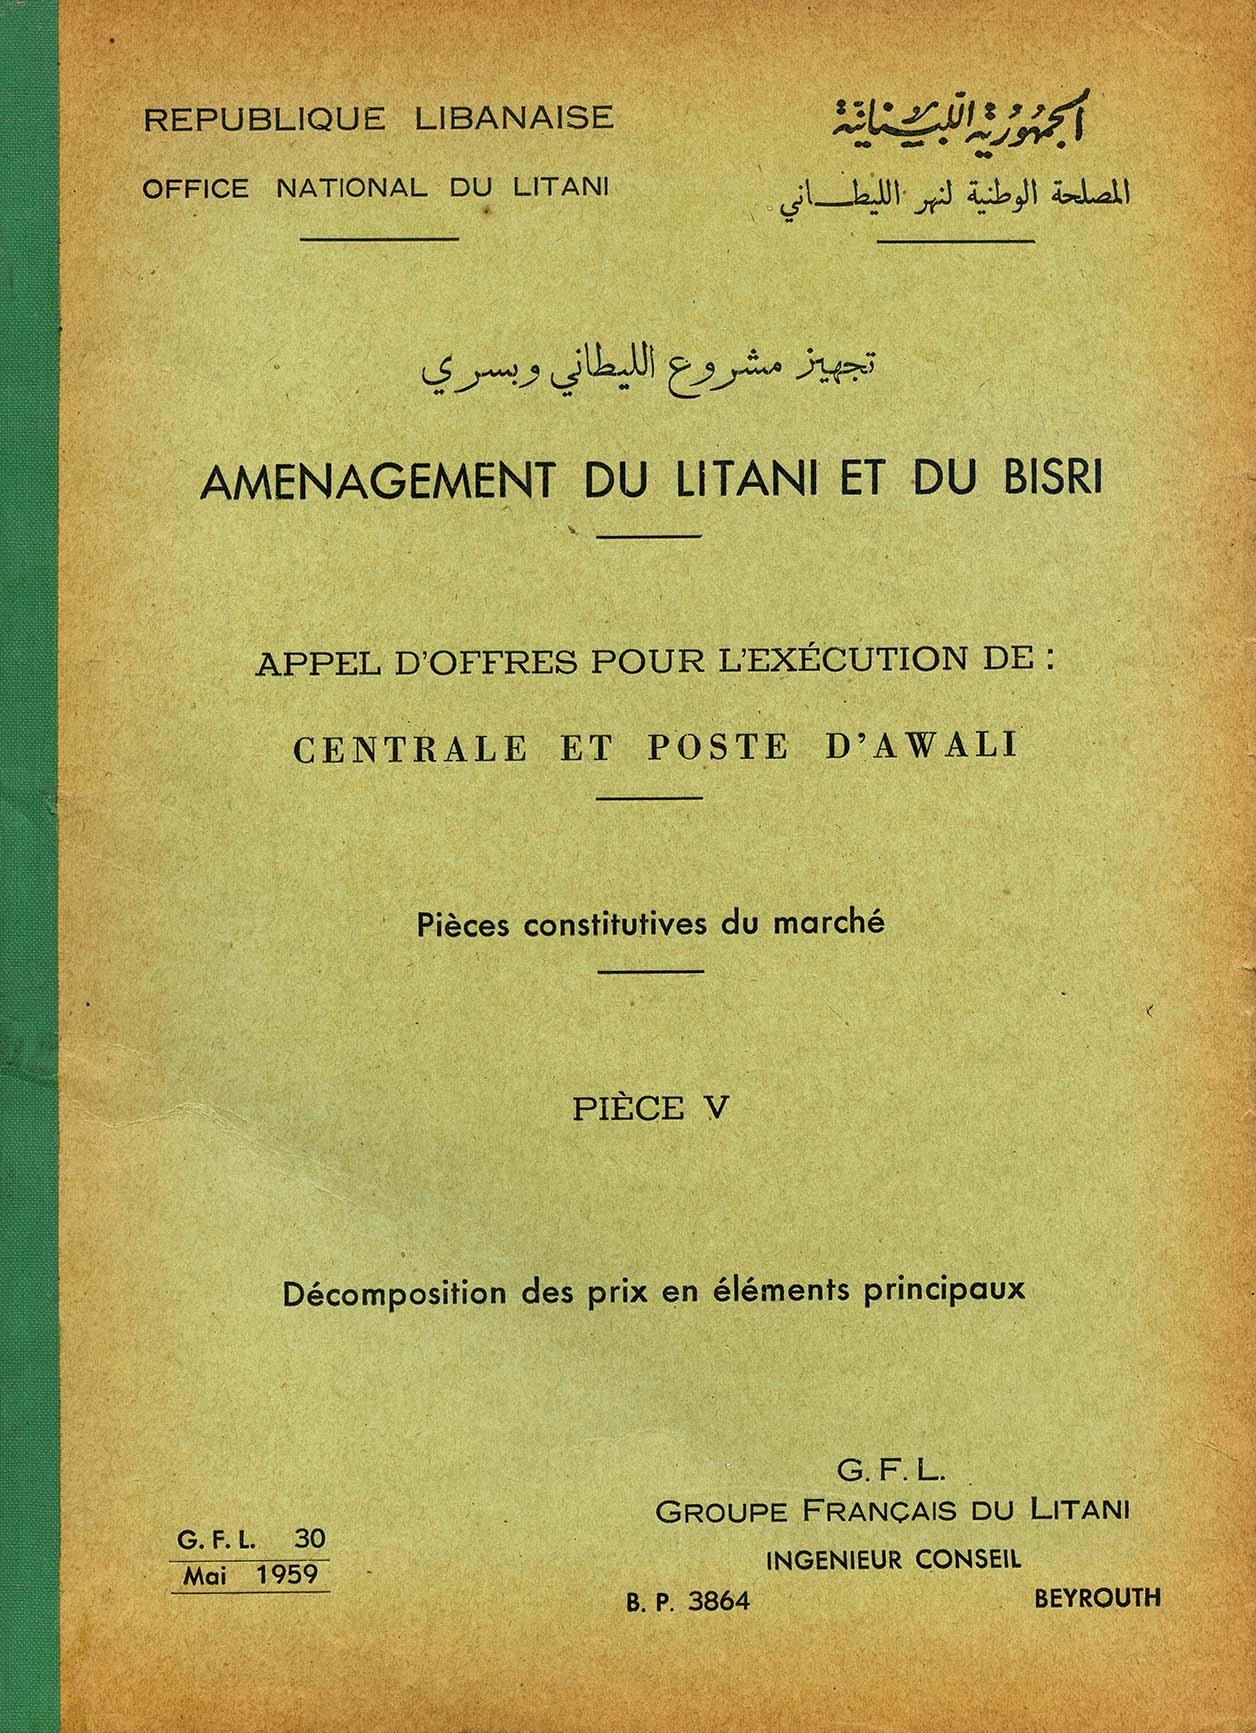 REPUBLIQUE LIBANAISE
OFFICE NATIONAL DU LITANI
الجمهورية اللبنانية
المصلحة الوطنية لنهر الليطاني
تجهيز مشروع الليطاني وبسري
AMENAGEMENT DU LITANI ET DU BISRI
APPEL D'OFFRES POUR L'EXÉCUTION DE :
CENTRALE ET POSTE D'AWALI
Pièces constitutives du marché
PIÈCE V
Décomposition des prix en éléments principaux
G. F. L.
GROUPE FRANÇAIS DU LITANI
INGENIEUR CONSEIL
B. P. 3864 BEYROUTH
G. F. L. 30
Mai 1959